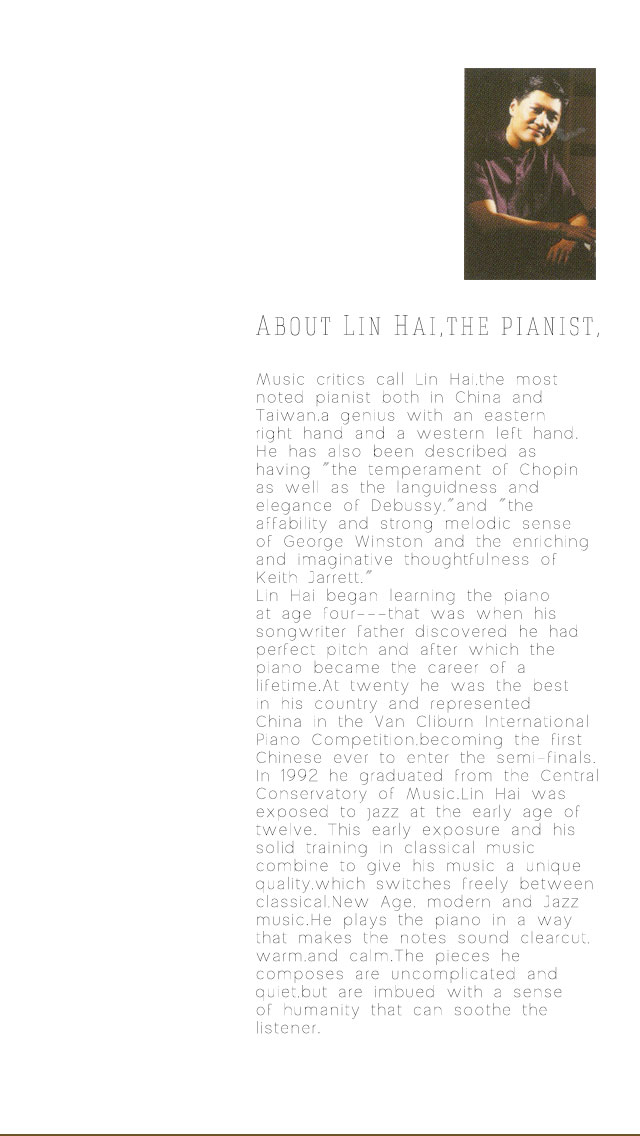 ABOUT LIN HAI,THE PIANIST,
Music critics call Lin Hai,the most
noted pianist both in China and
Taiwan,a genius with an eastern
right hand and a western left hand.
He has also been described as
having "the temperament of Chopin
as well as the languidness and
elegance of Debussy."and "the
affability and strong melodic sense
of George Winston and the enriching
and imaginative thoughtfulness of
Keith Jarrett."
Lin Hai began learning the piano
at age four---that was when his
songwriter father discovered he had
perfect pitch and after which the
piano became the career of a
lifetime.At twenty he was the best
in his country and represented
China in the Van Cliburn International
Piano Competition,becoming the first
Chinese ever to enter the semi-finals.
In 1992 he graduated from the Central
Conservatory of Music.Lin Hai was
exposed to jazz at the early age of
twelve. This early exposure and his
solid training in classical music
combine to give his music a unique
quality,which switches freely between
classical,New Age, modern and Jazz
music.He plays the piano in a way
that makes the notes sound clearcut,
warm,and calm.The pieces he
composes are uncomplicated and
quiet,but are imbued with a sense
of humanity that can soothe the
listener.